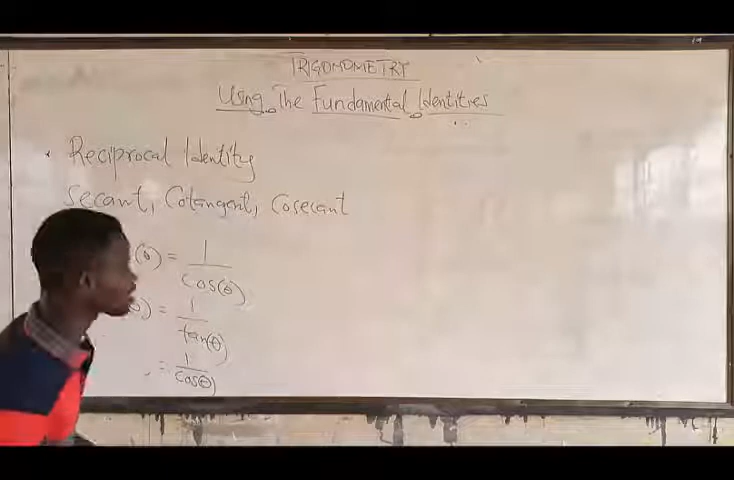 TRIGONOMETRY
Using The Fundamental Identities
Reciprocal Identity
Secant, Cotangent, Cosecant
(θ) = 1/cos(θ)
) = 1/tan(θ)
= 1/cos(θ)